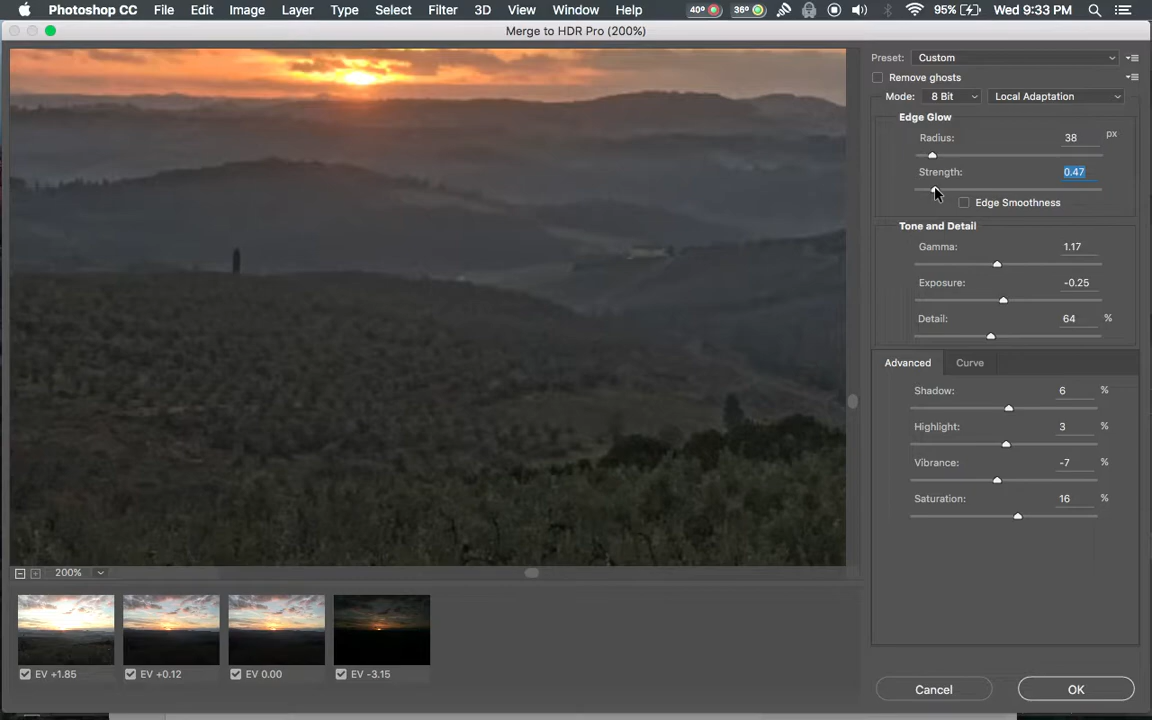 Photoshop CC File Edit Image Layer Type Select Filter 3D View Window Help 40° 36° 95% Wed 9:33 PM
Merge to HDR Pro (200%)
Preset: Custom
Remove ghosts
Mode: 8 Bit Local Adaptation
Edge Glow
Radius: 38 px
Strength: 0.47
Edge Smoothness
Tone and Detail
Gamma: 1.17
Exposure: -0.25
Detail: 64 %
Advanced Curve
Shadow: 6 %
Highlight: 3 %
Vibrance: -7 %
Saturation: 16 %
200%
EV +1.85 EV +0.12 EV 0.00 EV -3.15
Cancel OK